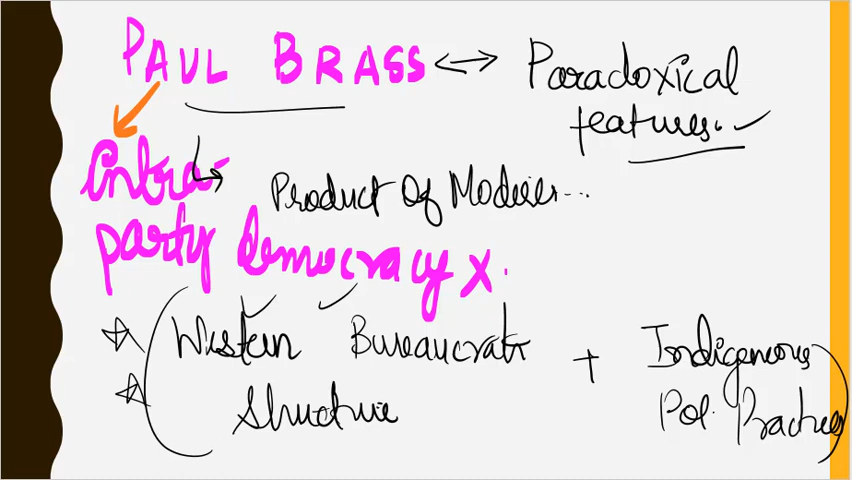 PAUL BRASS ↔ Paradoxical
features.
Intra-
Product Of Moder...
party democracy x.
Western Bureaucratic + Indigenous
Structure Pol. Practices